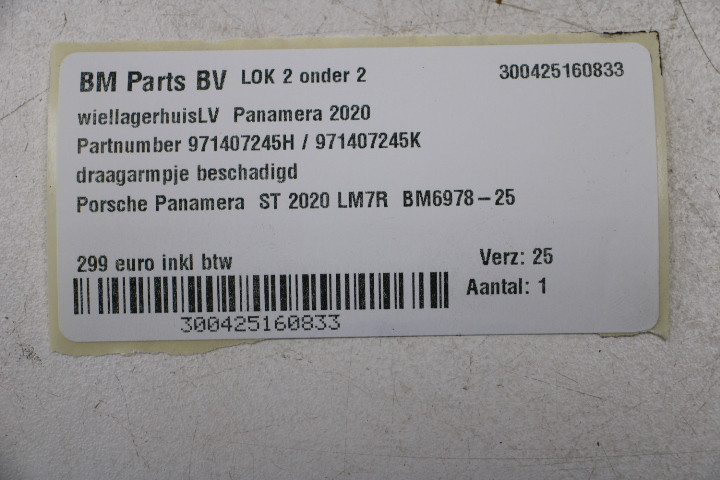 BM Parts BV LOK 2 onder 2 300425160833
wiellagerhuisLV Panamera 2020
Partnumber 971407245H / 971407245K
draagarmpje beschadigd
Porsche Panamera ST 2020 LM7R BM6978-25
299 euro inkl btw Verz: 25
Aantal: 1
300425160833